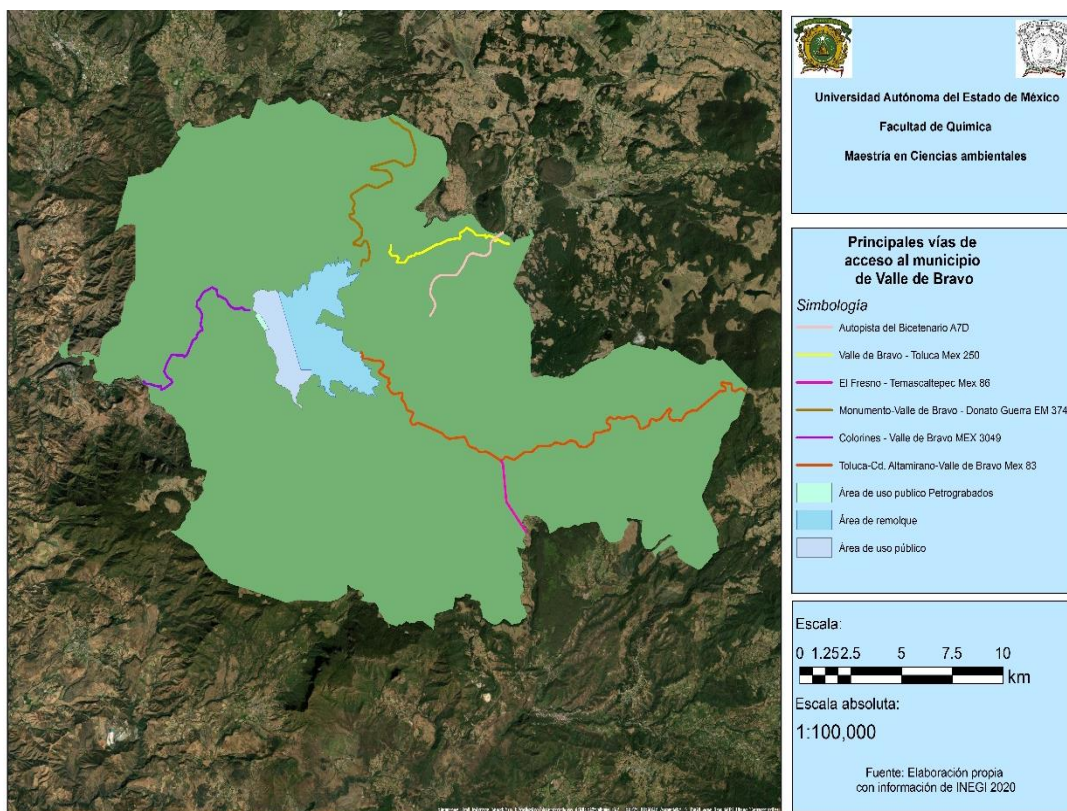 Universidad Autónoma del Estado de México
Facultad de Quimica
Maestría en Ciencias ambientales
Principales vías de
acceso al municipio
de Valle de Bravo
Simbología
Autopista del Bicetenario A7D
Valle de Bravo - Toluca Mex 250
El Fresno - Temascaltepec Mex 86
Monumento-Valle de Bravo - Donato Guerra EM 374
Colorines - Valle de Bravo MEX 3049
Toluca-Cd. Altamirano-Valle de Bravo Mex 83
Área de uso publico Petrograbados
Área de remolque
Área de uso público
Escala:
0 1.252.5 5 7.5 10
km
Escala absoluta:
1:100,000
Fuente: Elaboración propia
con información de INEGI 2020